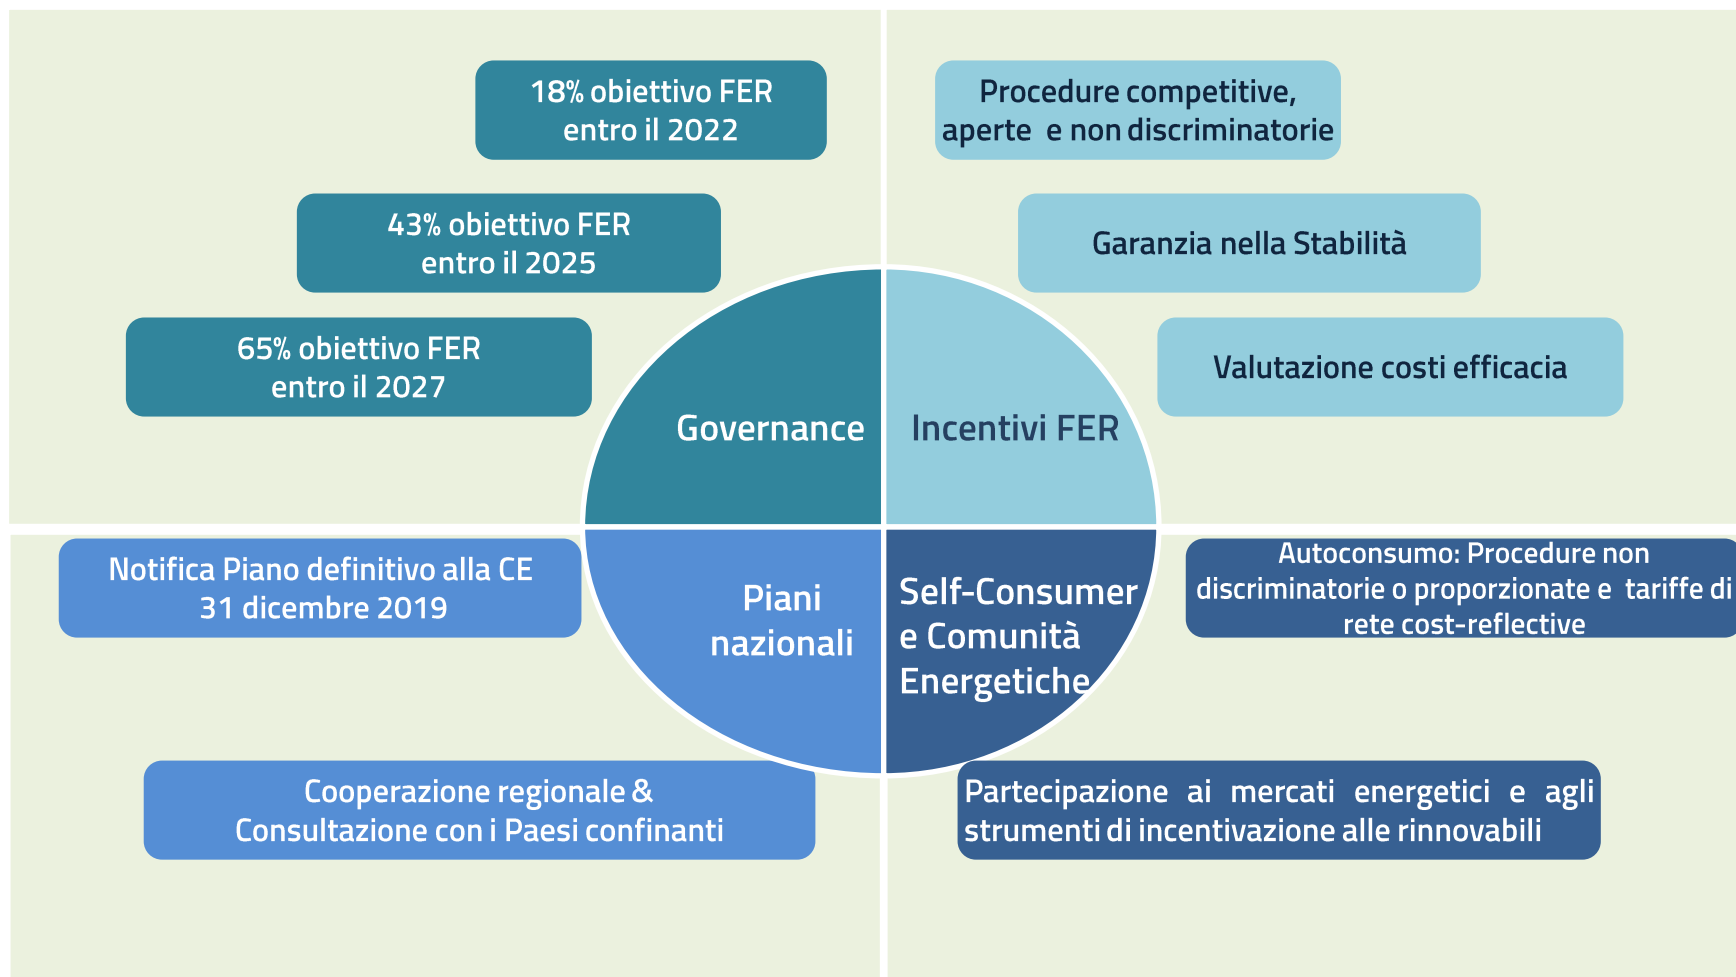 18% obiettivo FER
entro il 2022
43% obiettivo FER
entro il 2025
65% obiettivo FER
entro il 2027
Governance
Procedure competitive,
aperte e non discriminatorie
Garanzia nella Stabilità
Valutazione costi efficacia
Incentivi FER
Notifica Piano definitivo alla CE
31 dicembre 2019
Piani
nazionali
Cooperazione regionale &
Consultazione con i Paesi confinanti
Self-Consumer
e Comunità
Energetiche
Autoconsumo: Procedure non
discriminatorie o proporzionate e tariffe di
rete cost-reflective
Partecipazione ai mercati energetici e agli
strumenti di incentivazione alle rinnovabili